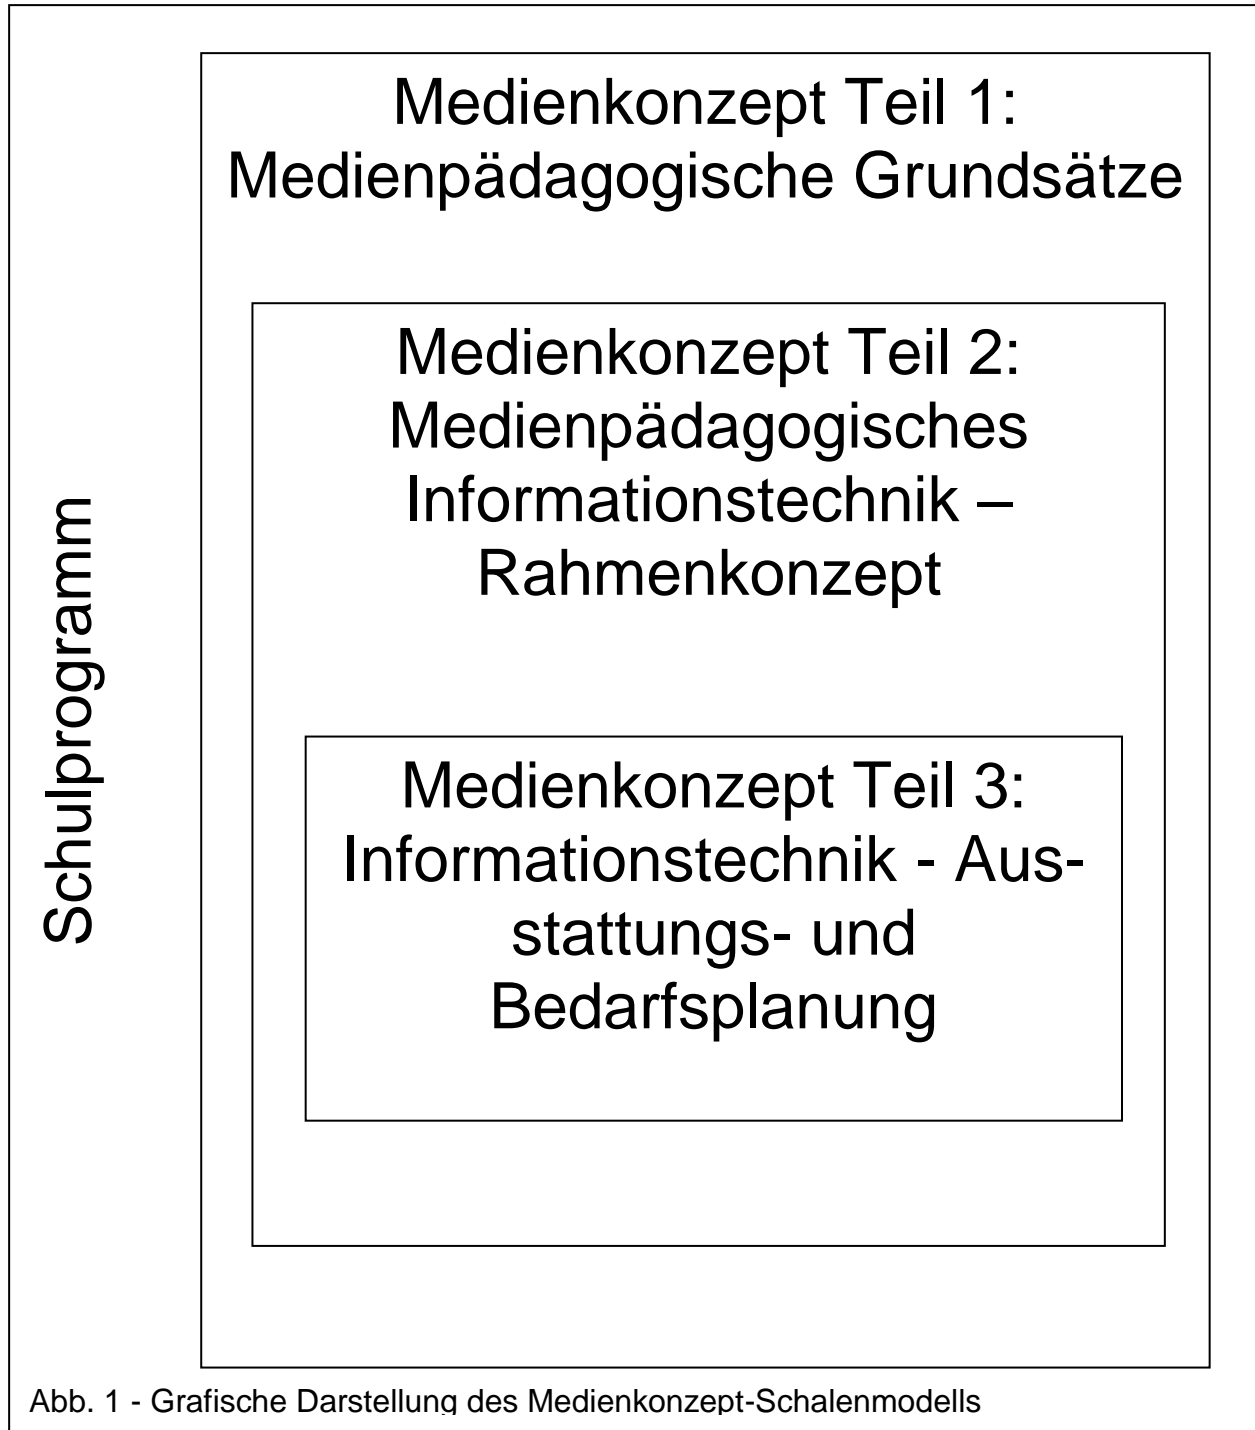 Medienkonzept Teil 1:
Medienpädagogische Grundsätze
Medienkonzept Teil 2:
Medienpädagogisches
Informationstechnik –
Rahmenkonzept
Schulprogramm
Medienkonzept Teil 3:
Informationstechnik - Aus-
stattungs- und
Bedarfsplanung
Abb. 1 - Grafische Darstellung des Medienkonzept-Schalenmodells